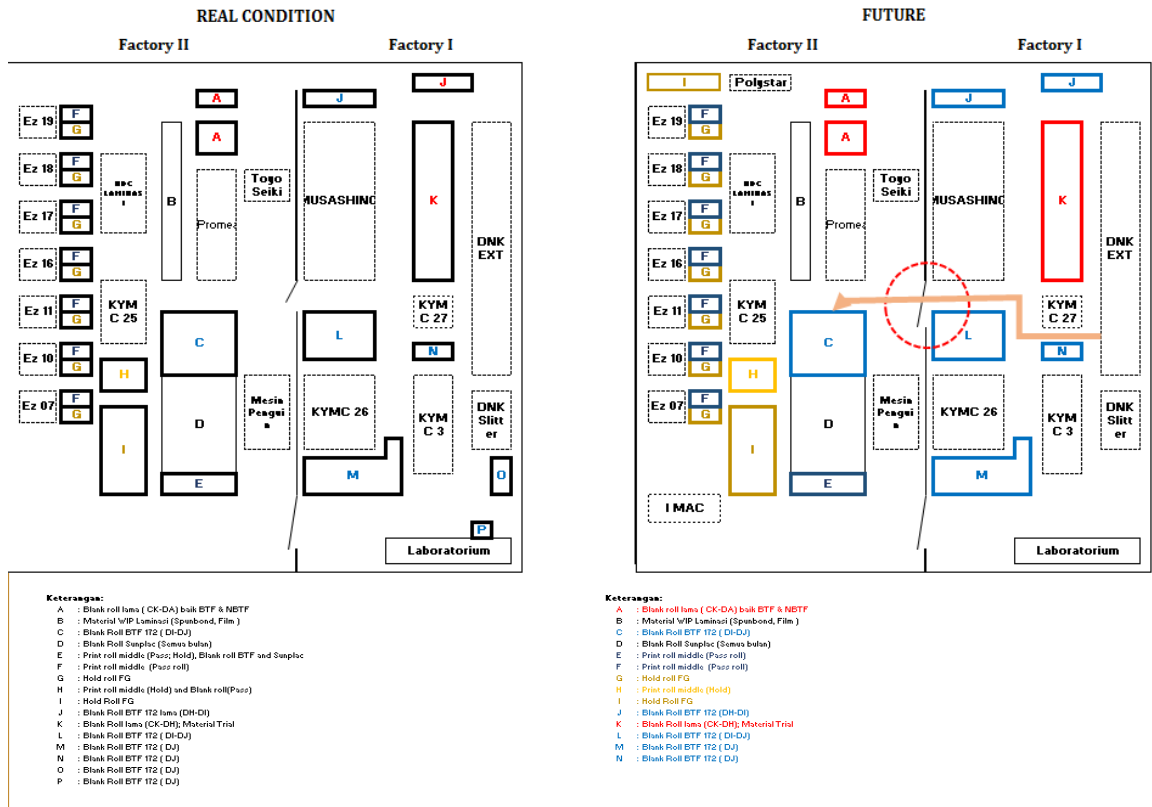 REAL CONDITION
Factory II
Factory I
J
A
J
Ez 19
F
G
A
Ez 18
F
G
Toyo
Seiki
MUSASHINO
K
B
Ez 17
F
G
Prome
DNK
EXT
Ez 16
F
G
Ez 11
F
G
KYM
C 25
KYM
C 27
C
L
N
Ez 10
F
G
H
Ez 07
F
G
Mesin
Pengui
n
KYMC 26
KYM
C 3
DNK
Slitt
er
D
I
M
O
E
P
Laboratorium
Keterangan:
A : Blank roll lama ( CK-DA) baik BTF & NBTF
B : Material WIP Laminasi (Spunbond, Film )
C : Blank Roll BTF 172 ( DI-DJ)
D : Blank Roll Sunplac (Semua bulan)
E : Print roll middle (Pass; Hold), Blank roll BTF and Sunplac
F : Print roll middle (Pass roll)
G : Hold roll FG
H : Print roll middle (Hold) and Blank roll(Pass)
I : Hold Roll FG
J : Blank Roll BTF 172 lama (DH-DI)
K : Blank Roll lama (CK-DH); Material Trial
L : Blank Roll BTF 172 ( DI-DJ)
M : Blank Roll BTF 172 ( DJ)
N : Blank Roll BTF 172 ( DJ)
O : Blank Roll BTF 172 ( DJ)
P : Blank Roll BTF 172 ( DJ)
FUTURE
Factory II
Factory I
I
Polystar
J
A
J
Ez 19
F
G
A
Ez 18
F
G
Toyo
Seiki
MUSASHINO
K
B
Ez 17
F
G
Prome
DNK
EXT
Ez 16
F
G
Ez 11
F
G
KYM
C 25
KYM
C 27
C
L
N
Ez 10
F
G
H
Ez 07
F
G
Mesin
Pengui
n
KYMC 26
KYM
C 3
DNK
Slitt
er
D
I
M
E
I MAC
Laboratorium
Keterangan:
A : Blank roll lama ( CK-DA) baik BTF & NBTF
B : Material WIP Laminasi (Spunbond, Film )
C : Blank Roll BTF 172 ( DI-DJ)
D : Blank Roll Sunplac (Semua bulan)
E : Print roll middle (Pass roll)
F : Print roll middle (Pass roll)
G : Hold roll FG
H : Print roll middle (Hold)
I : Hold Roll FG
J : Blank Roll BTF 172 (DH-DI)
K : Blank Roll lama (CK-DH); Material Trial
L : Blank Roll BTF 172 ( DI-DJ)
M : Blank Roll BTF 172 ( DJ)
N : Blank Roll BTF 172 ( DJ)